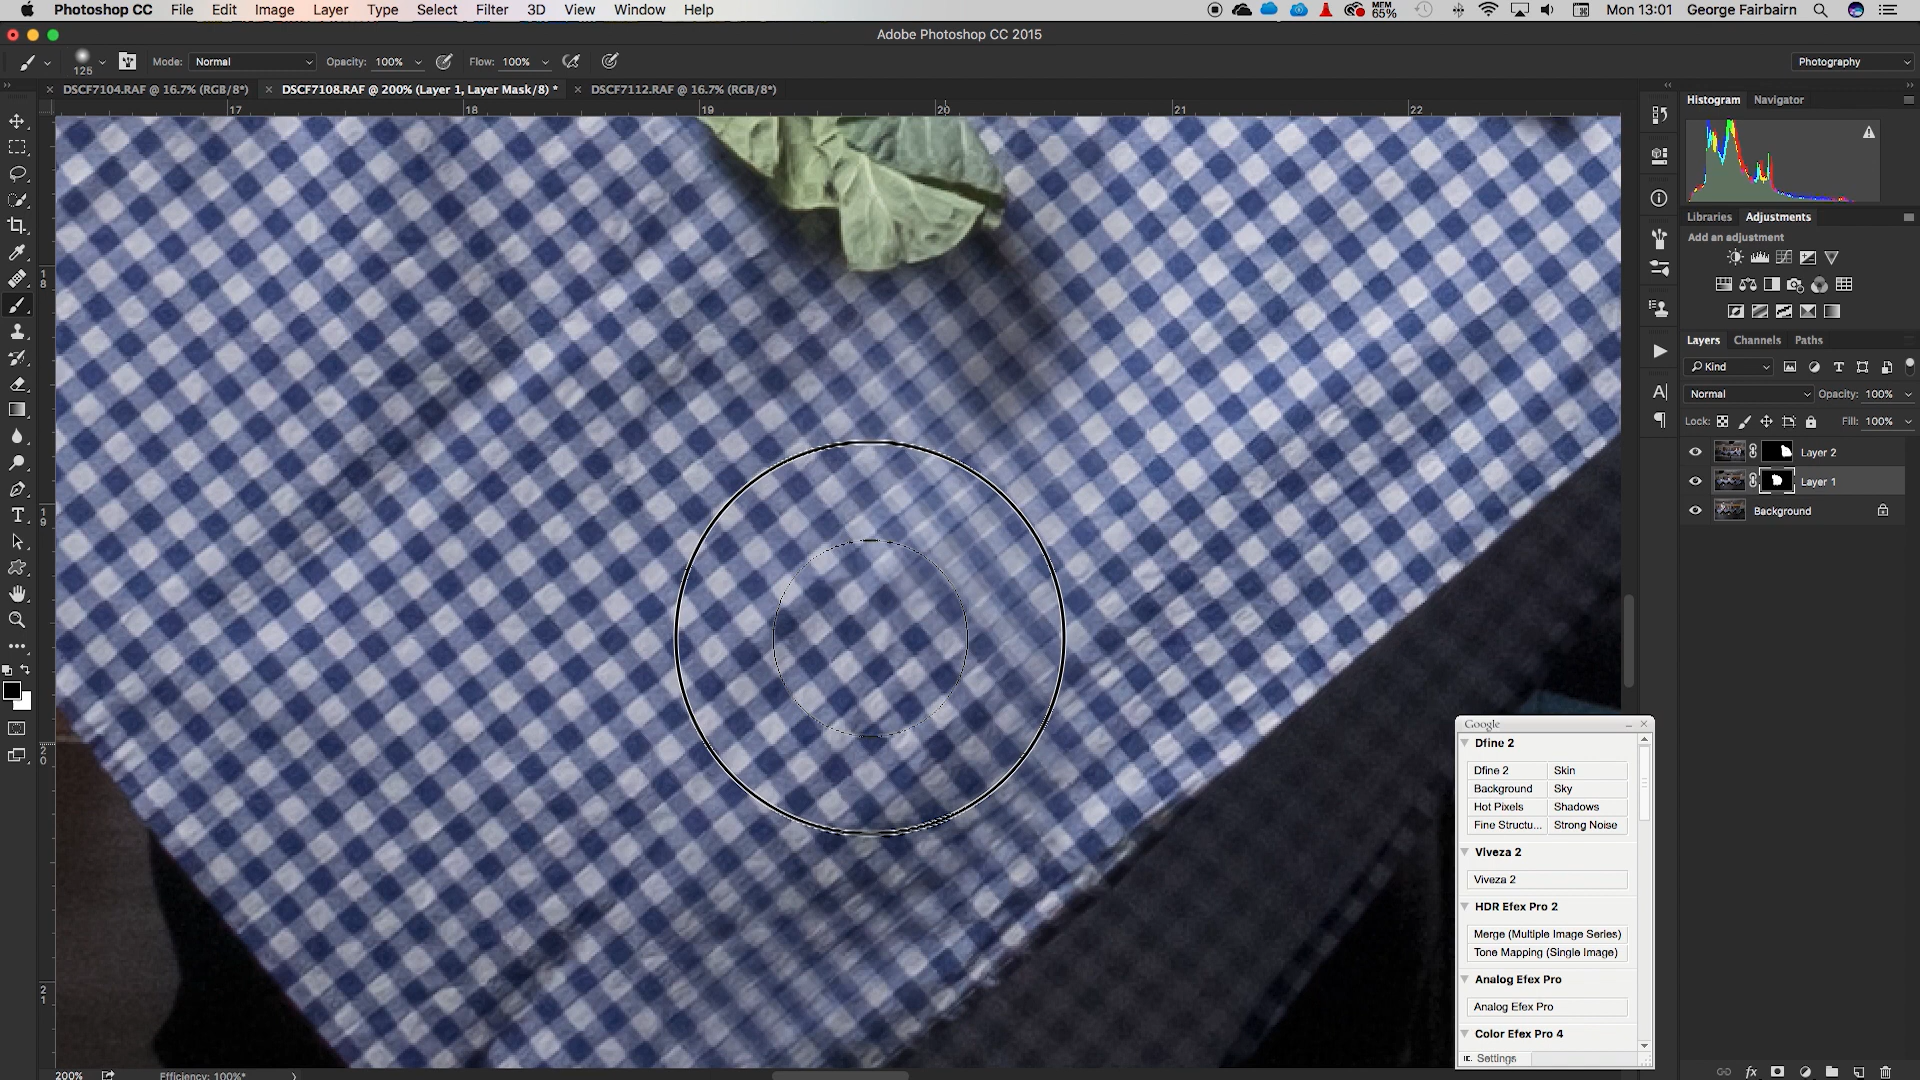 Photoshop CC File Edit Image Layer Type Select Filter 3D View Window Help MEM 65% Mon 13:01 George Fairbairn
Adobe Photoshop CC 2015
125 Mode: Normal Opacity: 100% Flow: 100% Photography
DSCF7104.RAF @ 16.7% (RGB/8*) DSCF7108.RAF @ 200% (Layer 1, Layer Mask/8) * DSCF7112.RAF @ 16.7% (RGB/8*)
17 18 19 20 21 22
18
19
20
21
Histogram Navigator
Libraries Adjustments
Add an adjustment
Layers Channels Paths
Kind
Normal Opacity: 100%
Lock: Fill: 100%
Layer 2
Layer 1
Background
Google
Dfine 2
Dfine 2 Skin
Background Sky
Hot Pixels Shadows
Fine Structu... Strong Noise
Viveza 2
Viveza 2
HDR Efex Pro 2
Merge (Multiple Image Series)
Tone Mapping (Single Image)
Analog Efex Pro
Analog Efex Pro
Color Efex Pro 4
Settings
200% Efficiency: 100%*